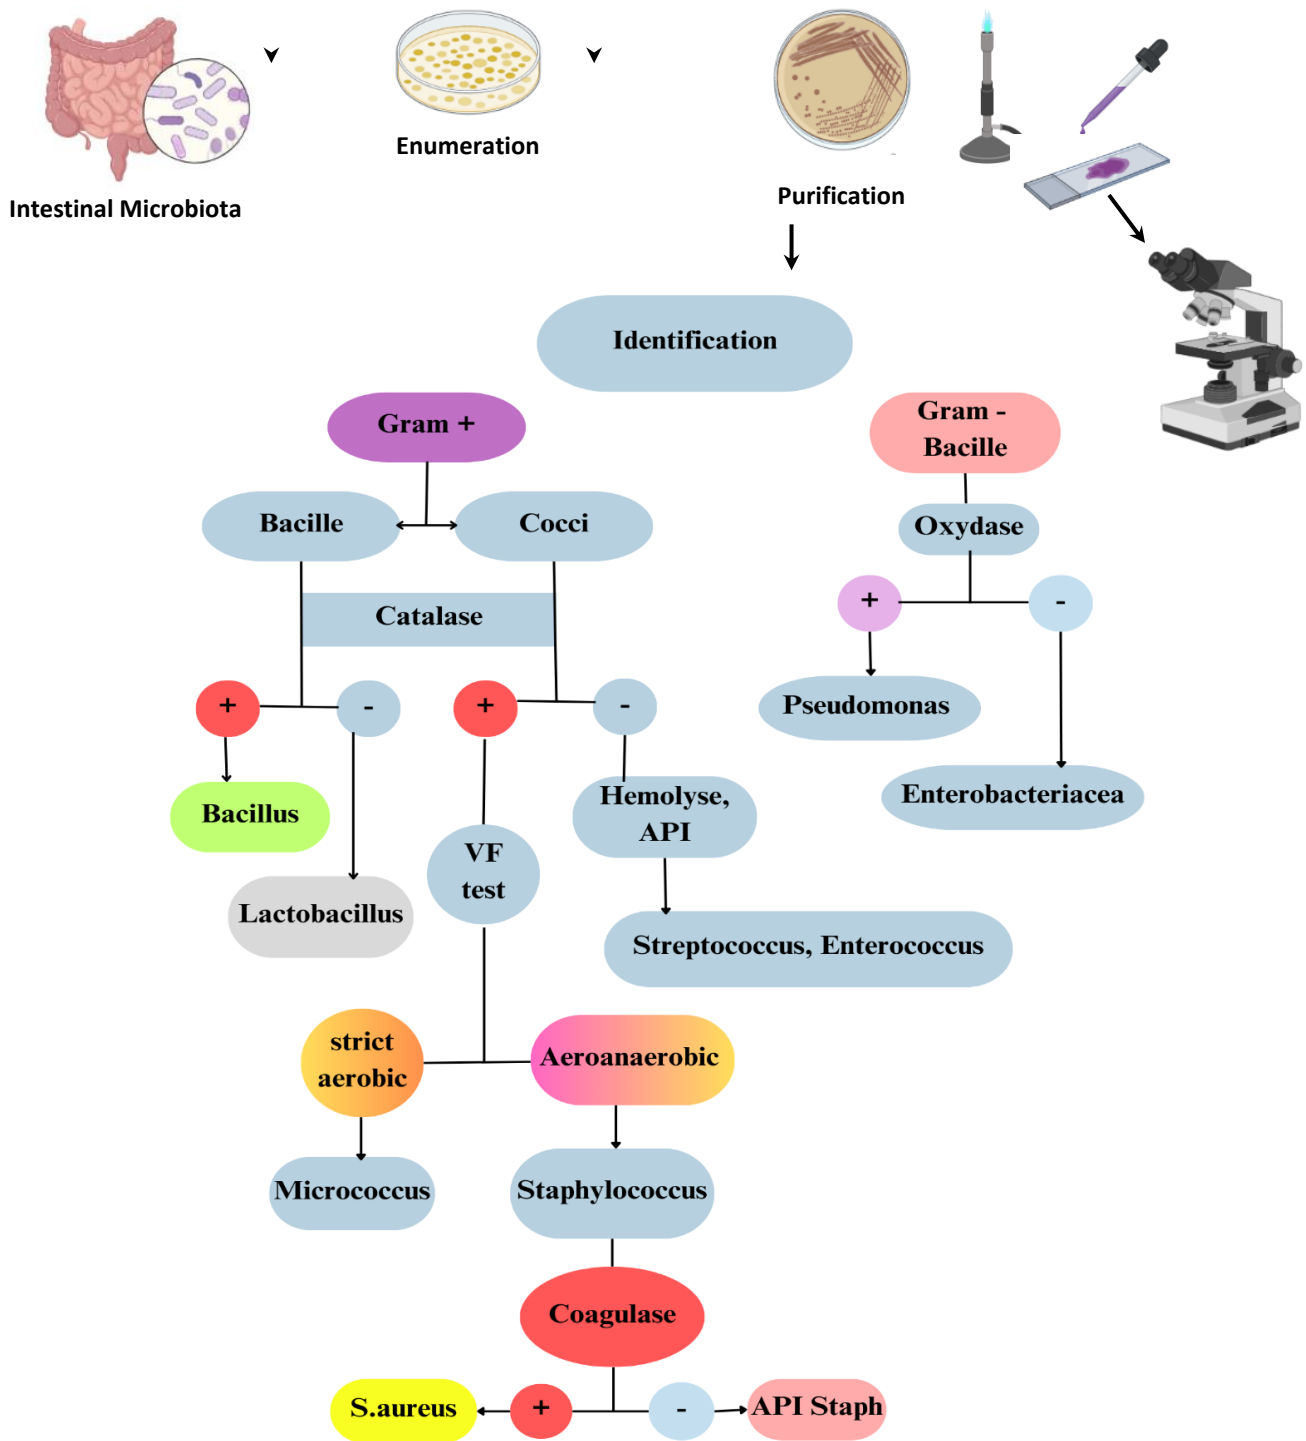 Enumeration
Intestinal Microbiota
Purification
Identification
Gram +
Gram -
Bacille
Bacille
Cocci
Oxydase
Catalase
+
-
+
-
+
-
Pseudomonas
Enterobacteriacea
Bacillus
Hemolyse,
API
VF
test
Lactobacillus
Streptococcus, Enterococcus
strict
aerobic
Aeroanaerobic
Micrococcus
Staphylococcus
Coagulase
S.aureus
+
-
API Staph